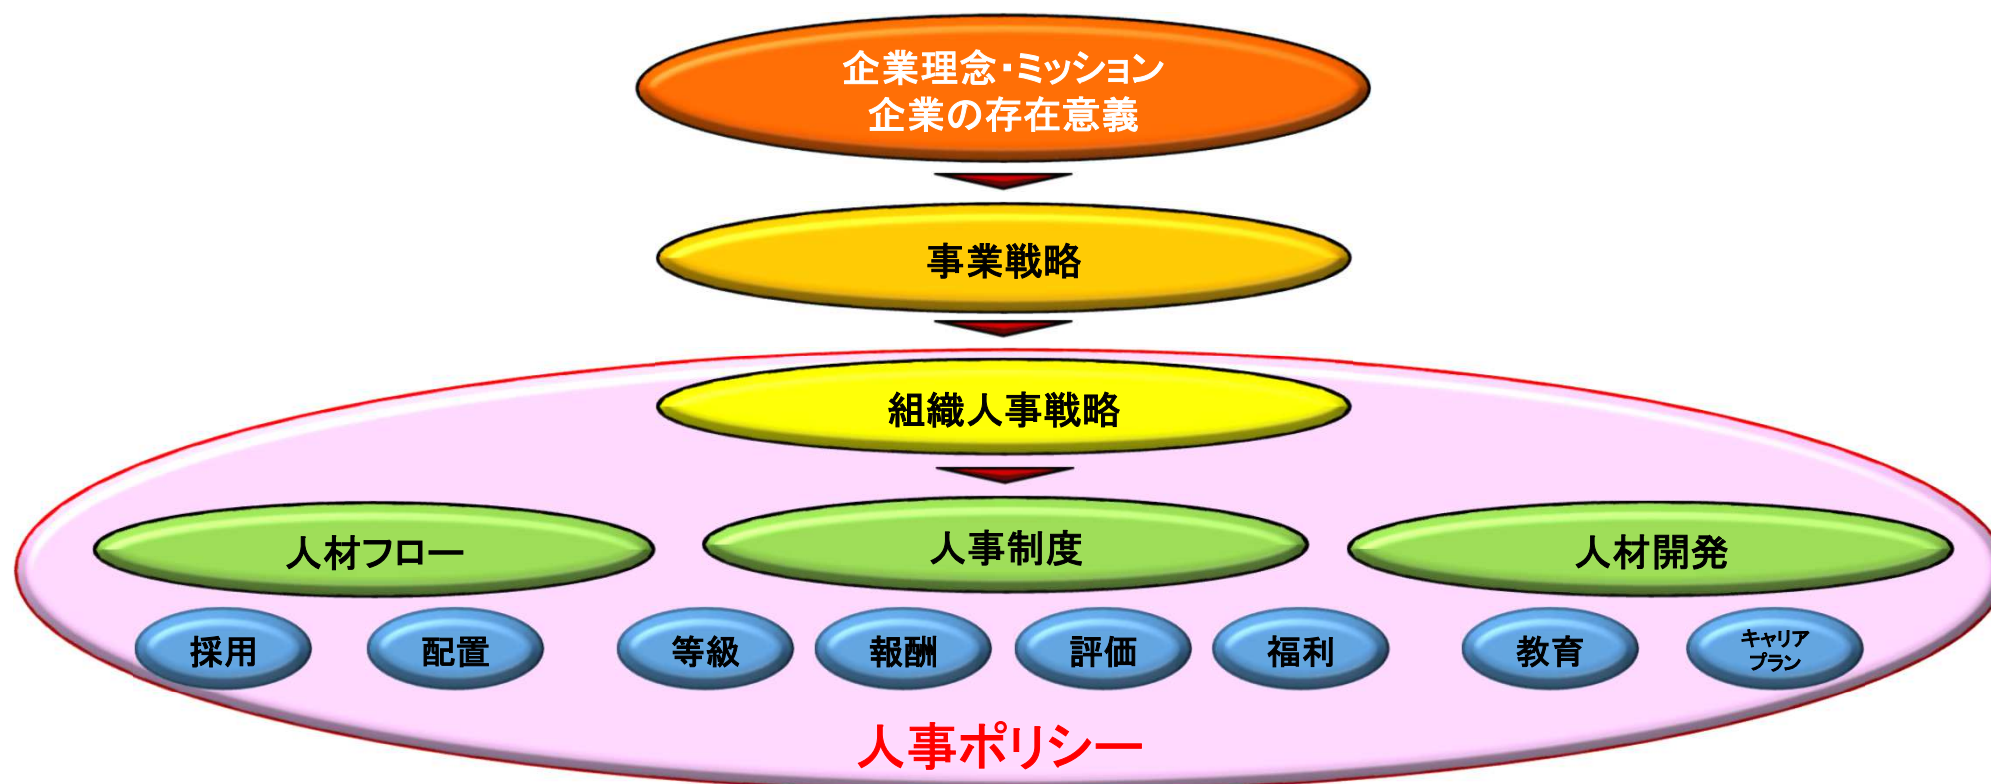 企業理念・ミッション
企業の存在意義
事業戦略
組織人事戦略
人材フロー
人事制度
人材開発
採用
配置
等級
報酬
評価
福利
教育
キャリア
プラン
人事ポリシー